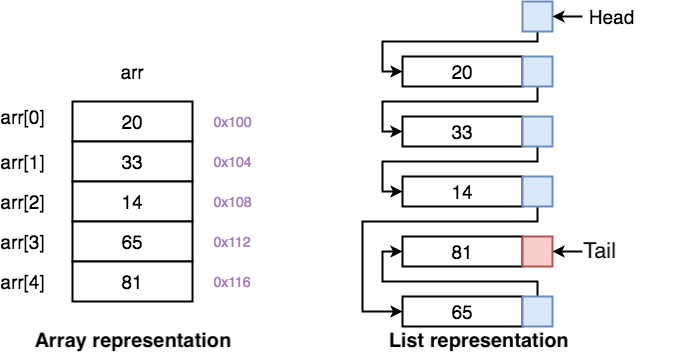 arr
arr[0] 20 0x100
arr[1] 33 0x104
arr[2] 14 0x108
arr[3] 65 0x112
arr[4] 81 0x116
Array representation
Head
20
33
14
81 Tail
65
List representation